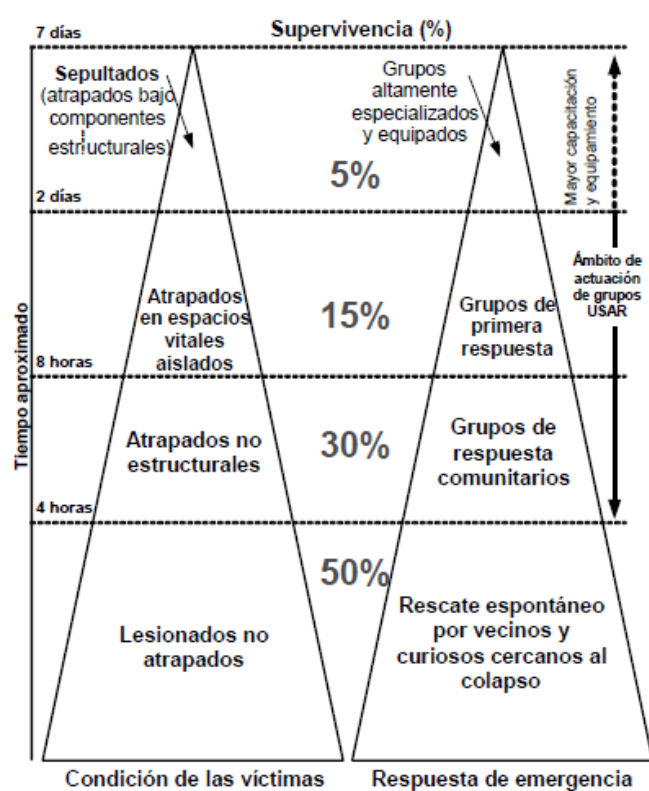 7 días
Supervivencia (%)
Sepultados
(atrapados bajo
componentes
estructurales)
Grupos
altamente
especializados
y equipados
Mayor capacitación
y equipamiento
5%
2 días
Atrapados
en espacios
vitales
aislados
15%
Grupos de
primera
respuesta
Ámbito de
actuación
de grupos
USAR
Tiempo aproximado
8 horas
Atrapados no
estructurales
30%
Grupos de
respuesta
comunitarios
4 horas
50%
Lesionados no
atrapados
Rescate espontáneo
por vecinos y
curiosos cercanos al
colapso
Condición de las víctimas
Respuesta de emergencia